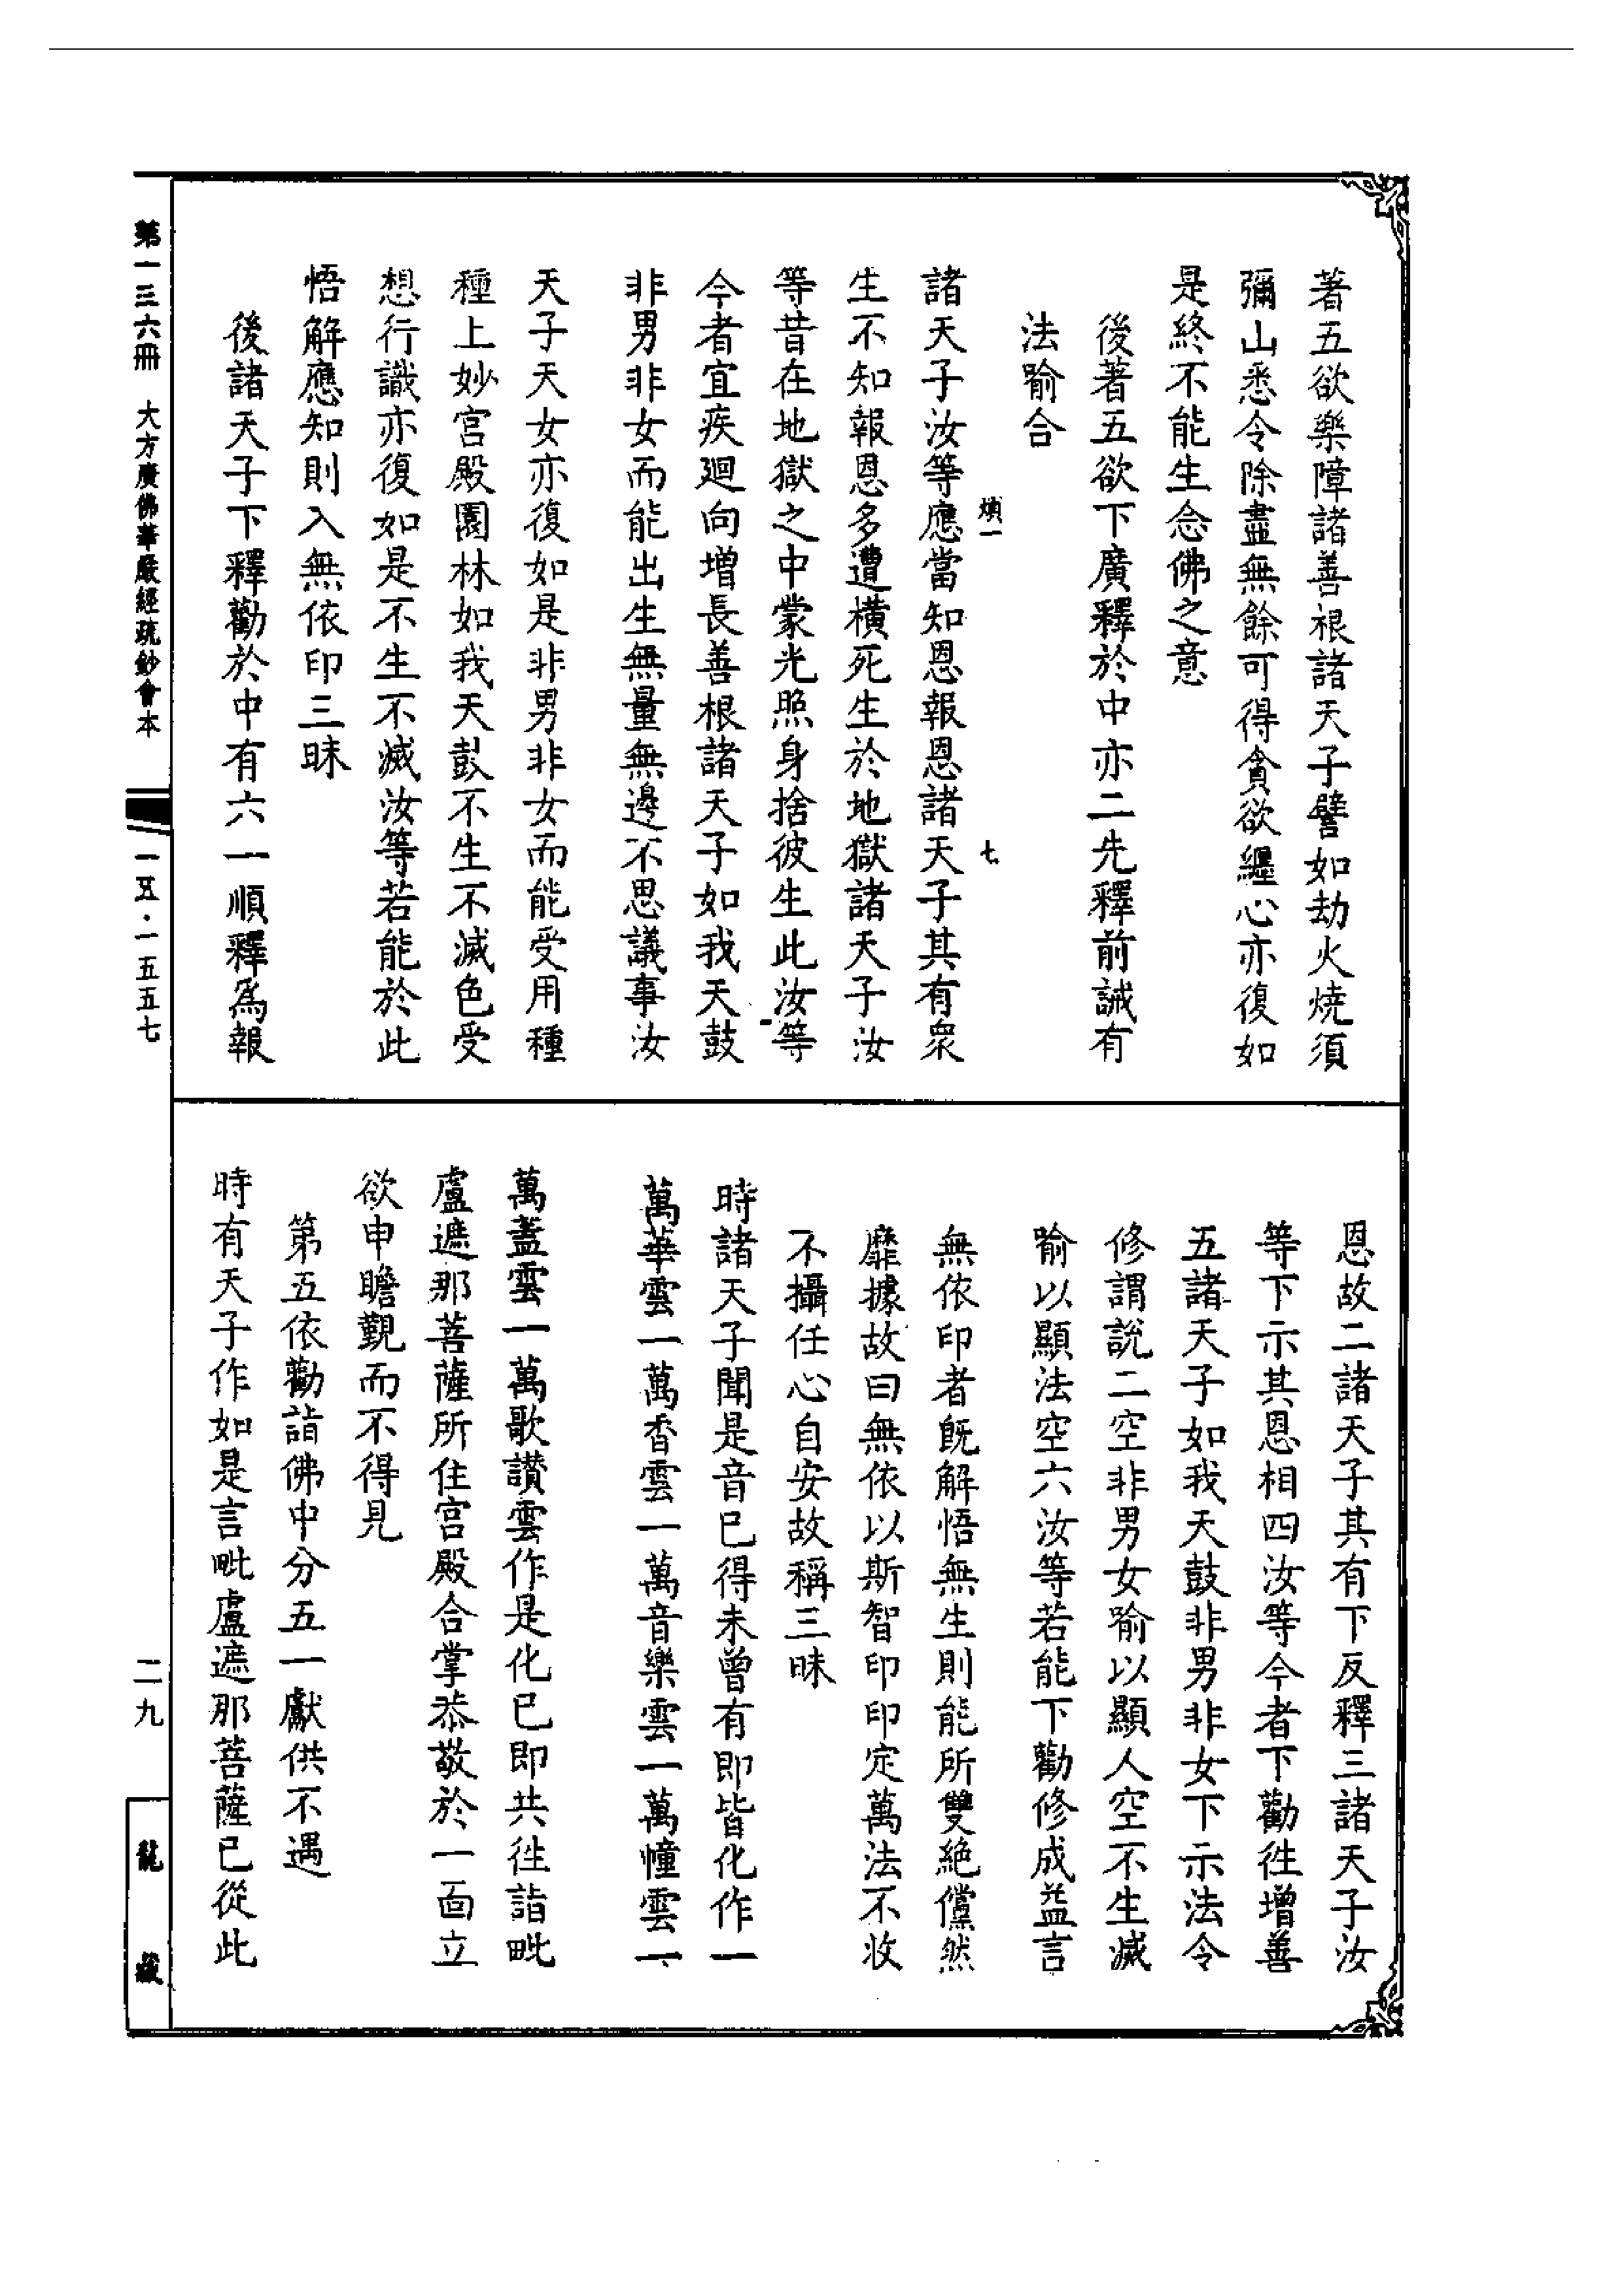 著五欲樂障諸善根諸天子譬如劫火燒須
彌山悉令除盡無餘可得貪欲纏心亦復如
是終不能生念佛之意
後著五欲下廣釋於中亦二先釋前誡有
法喻合
煩一 七
諸天子汝等應當知恩報恩諸天子其有衆
生不知報恩多遭橫死生於地獄諸天子汝
等昔在地獄之中蒙光照身捨彼生此汝等
今者宜疾廻向增長善根諸天子如我天鼓
非男非女而能出生無量無邊不思議事汝
天子天女亦復如是非男非女而能受用種
種上妙宮殿園林如我天鼓不生不滅色受
想行識亦復如是不生不滅汝等若能於此
悟解應知則入無依印三昧
後諸天子下釋勸於中有六一順釋爲報
恩故二諸天子其有下反釋三諸天子汝
等下示其恩相四汝等今者下勸徃增善
五諸天子如我天鼓非男非女下示法令
修謂說二空非男女喻以顯人空不生滅
喻以顯法空六汝等若能下勸修成益言
無依印者旣解悟無生則能所雙絶儻然
靡據故曰無依以斯智印印定萬法不收
不攝任心自安故稱三昧
時諸天子聞是音已得未曾有即皆化作一
萬華雲一萬香雲一萬音樂雲一萬幢雲一
萬蓋雲一萬歌讚雲作是化已即共徃詣毗
盧遮那菩薩所住宮殿合掌恭敬於一面立
欲申瞻覲而不得見
第五依勸詣佛中分五一獻供不遇
時有天子作如是言毗盧遮那菩薩已從此
第一三六冊 大方廣佛華嚴經疏鈔會本
一五·一五五七
二九
龍藏